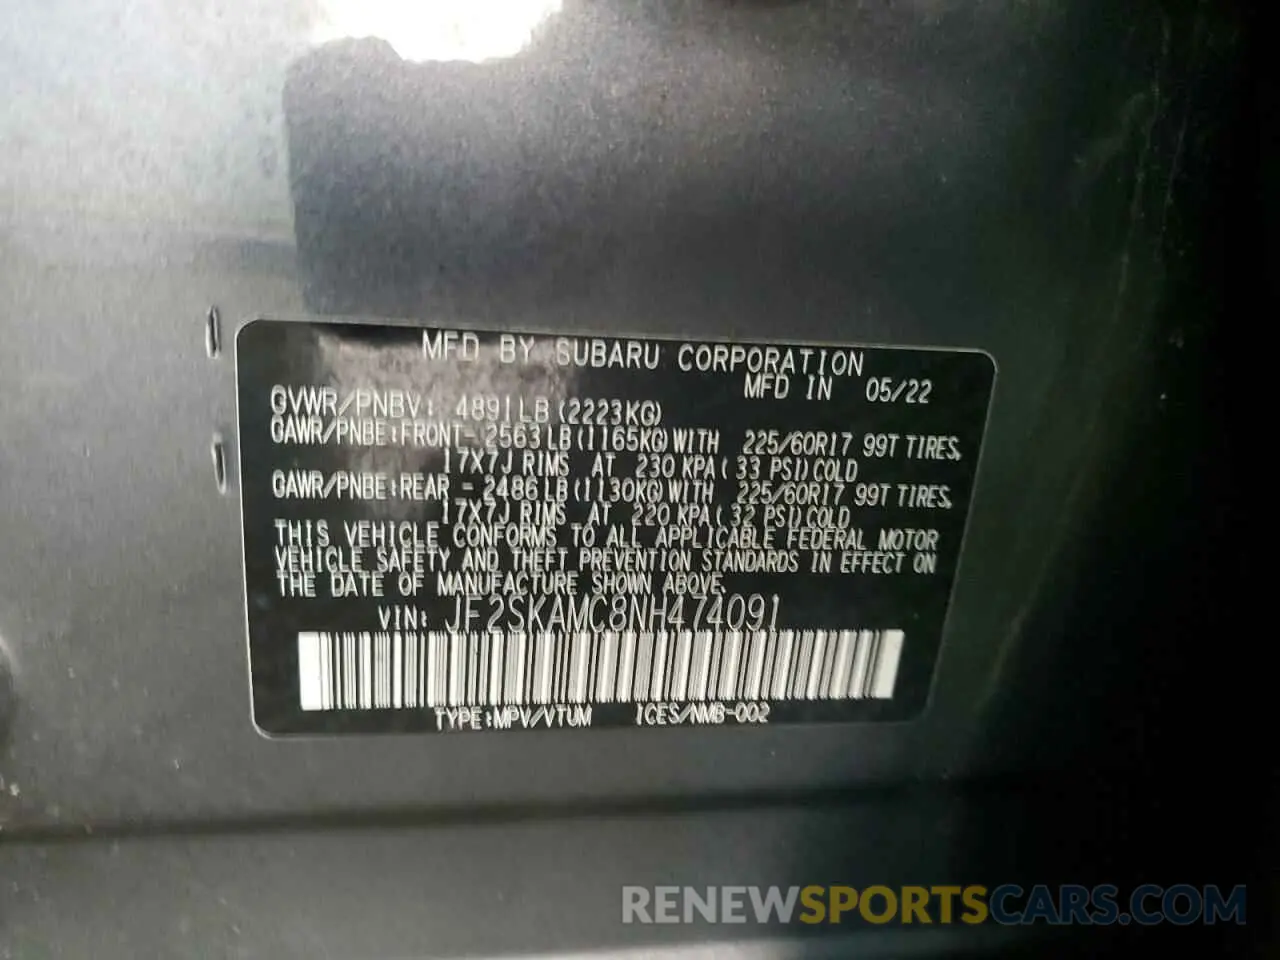 MFD BY SUBARU CORPORATION
MFD IN 05/22
GVWR/PNBV: 4891LB(2223KG)
GAWR/PNBE:FRONT- 2563LB(1165KG)WITH 225/60R17 99T TIRES,
17X7J RIMS AT 230 KPA(33 PSI)COLD
GAWR/PNBE:REAR - 2486LB(1130KG)WITH 225/60R17 99T TIRES,
17X7J RIMS AT 220 KPA(32 PSI)COLD
THIS VEHICLE CONFORMS TO ALL APPLICABLE FEDERAL MOTOR
VEHICLE SAFETY AND THEFT PREVENTION STANDARDS IN EFFECT ON
THE DATE OF MANUFACTURE SHOWN ABOVE.
VIN: JF2SKAMC8NH474091
TYPE:MPV/VTUM ICES/NMB-002
RENEWSPORTSCARS.COM